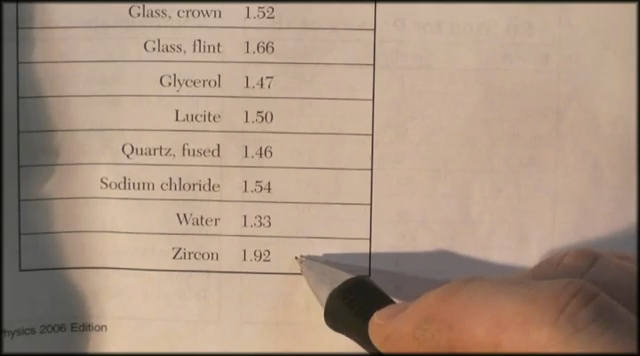 Glass, crown 1.52
Glass, flint 1.66
Glycerol 1.47
Lucite 1.50
Quartz, fused 1.46
Sodium chloride 1.54
Water 1.33
Zircon 1.92
2006 Edition